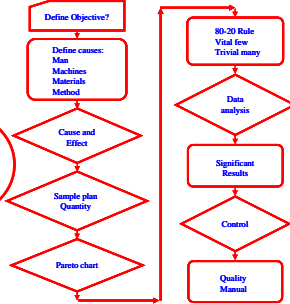 Define Objective?
Define causes:
Man
Machines
Materials
Method
Cause and
Effect
Sample plan
Quantity
Pareto chart
80-20 Rule
Vital few
Trivial many
Data
analysis
Significant
Results
Control
Quality
Manual